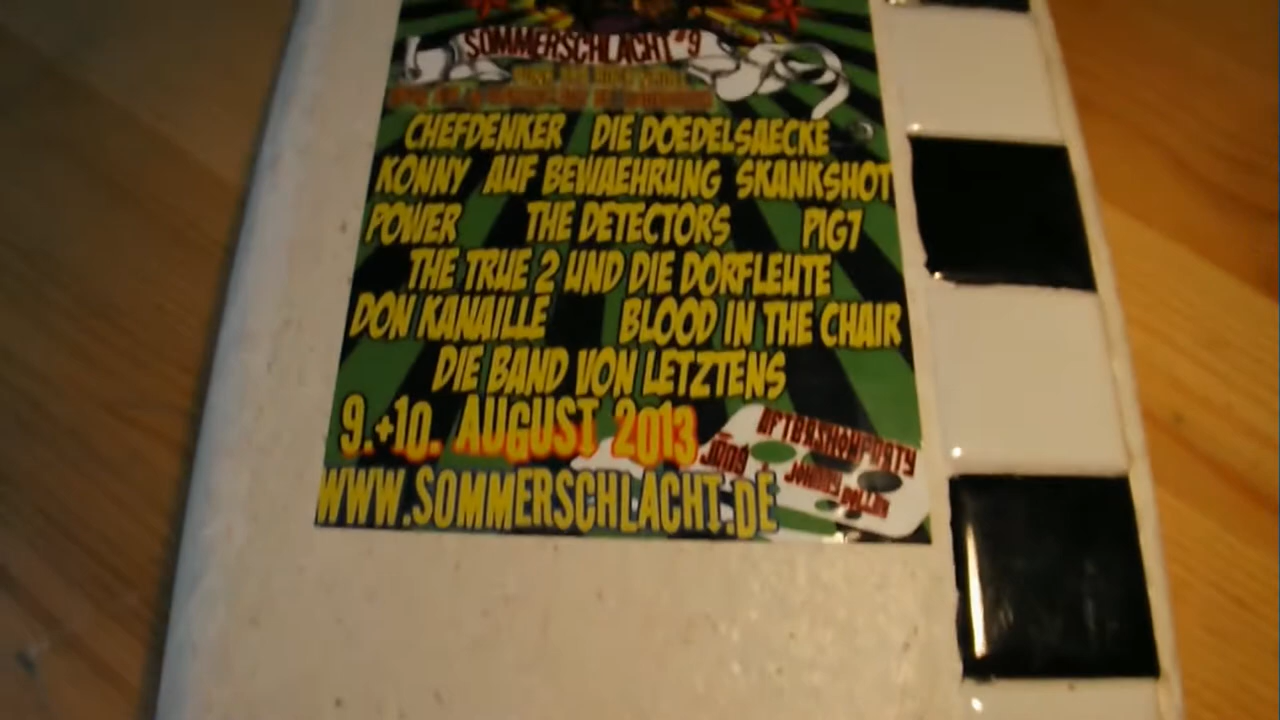 SOMMERSCHLACHT #9
CHEFDENKER DIE DOEDELSAECKE
KONNY AUF BEWAEHRUNG SKANKSHOT
POWER THE DETECTORS PIG7
THE TRUE 2 UND DIE DORFLEUTE
DON KANAILLE BLOOD IN THE CHAIR
DIE BAND VON LETZTENS
9.+10. AUGUST 2013
AFTERSHOWPARTY
JOHNNY
WWW.SOMMERSCHLACHT.DE